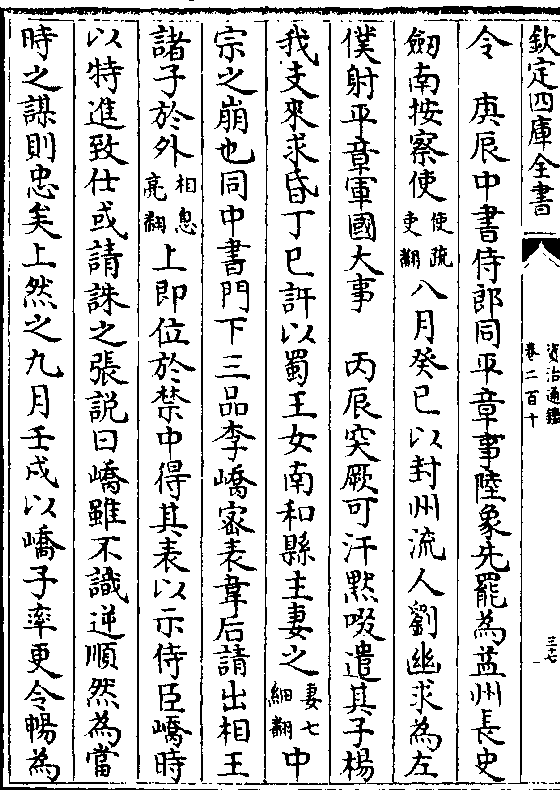 欽定四庫全書
資治通鑑
卷二百十
三十七
令　庚辰中書侍郎同平章事陸象先罷為益州長史
劒南按察使使疏吏翻八月癸巳以封州流人劉幽求為左
僕射平章軍國大事　丙辰突厥可汗黙啜遣其子楊
我支來求昏丁巳許以蜀王女南和縣主妻之妻七細翻中
宗之崩也同中書門下三品李嶠密表韋后請出相王
諸子於外相息亮翻上即位於禁中得其表以示侍臣嶠時
以特進致仕或請誅之張説曰嶠雖不識逆順然為當
時之謀則忠矣上然之九月壬戌以嶠子率更令暢為